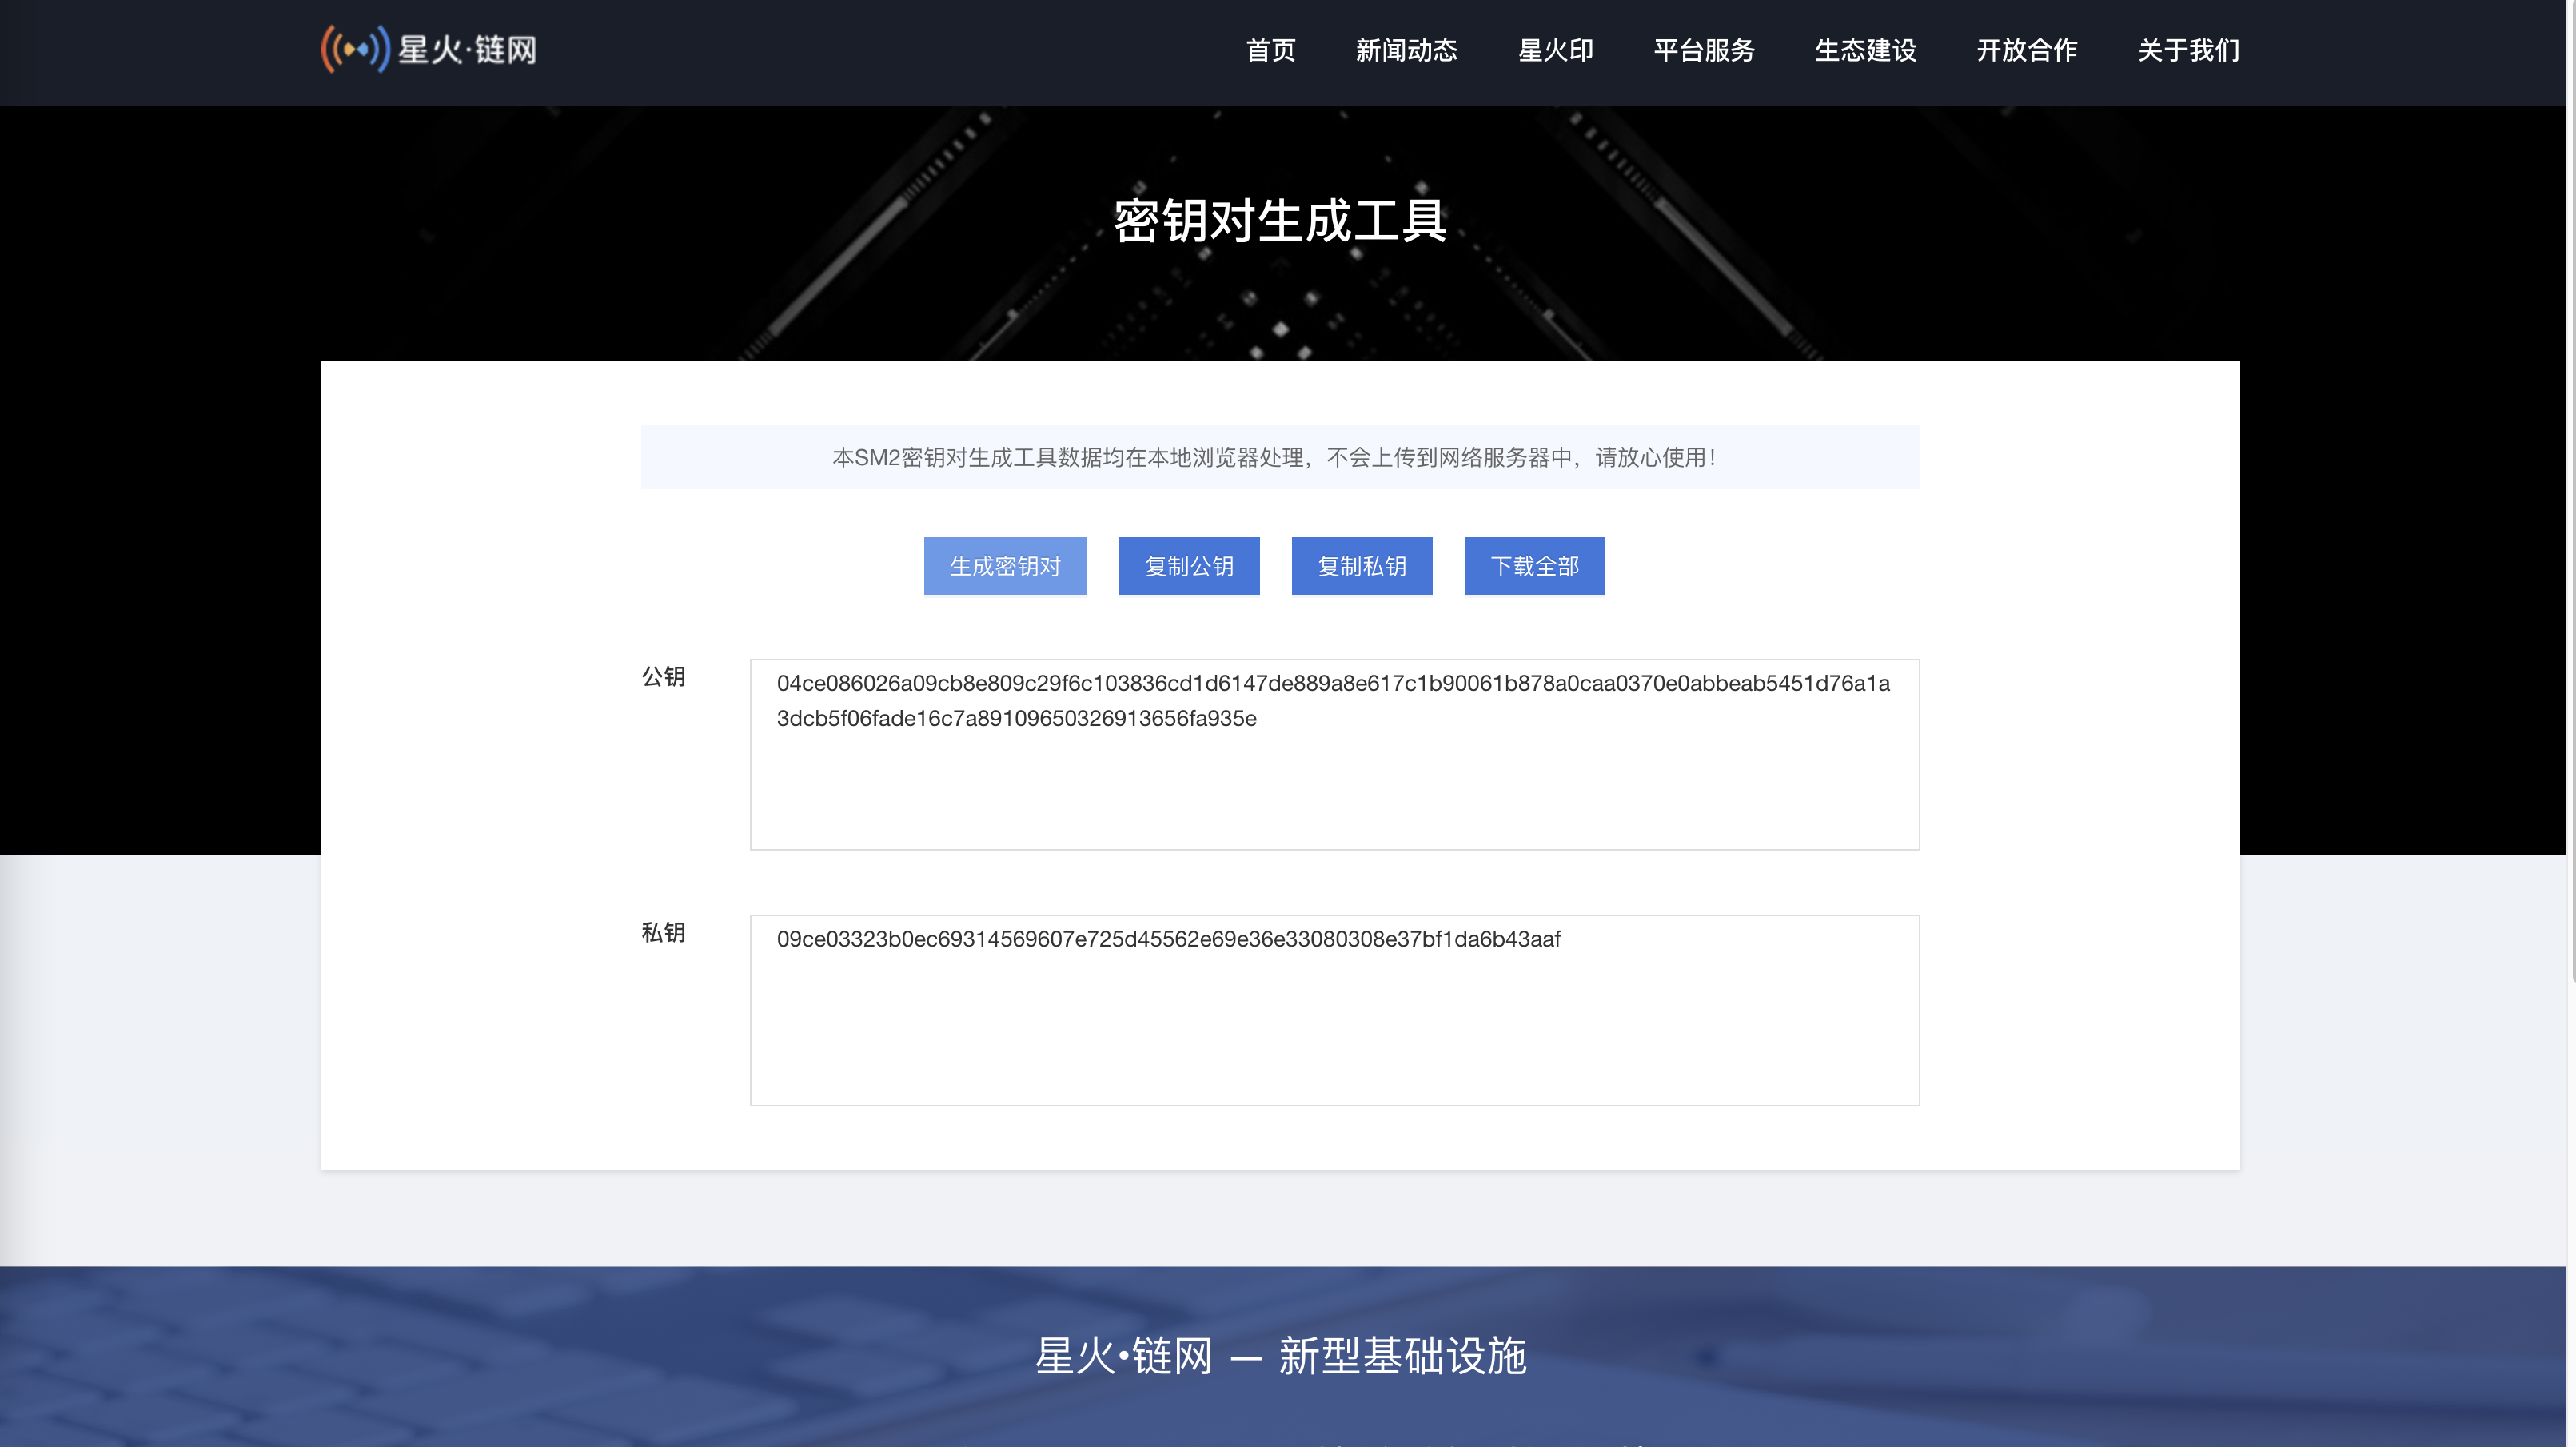 星火·链网
首页 新闻动态 星火印 平台服务 生态建设 开放合作 关于我们
密钥对生成工具
本SM2密钥对生成工具数据均在本地浏览器处理，不会上传到网络服务器中，请放心使用！
生成密钥对 复制公钥 复制私钥 下载全部
公钥
04ce086026a09cb8e809c29f6c103836cd1d6147de889a8e617c1b90061b878a0caa0370e0abbeab5451d76a1a
3dcb5f06fade16c7a89109650326913656fa935e
私钥
09ce03323b0ec69314569607e725d45562e69e36e33080308e37bf1da6b43aaf
星火•链网 — 新型基础设施